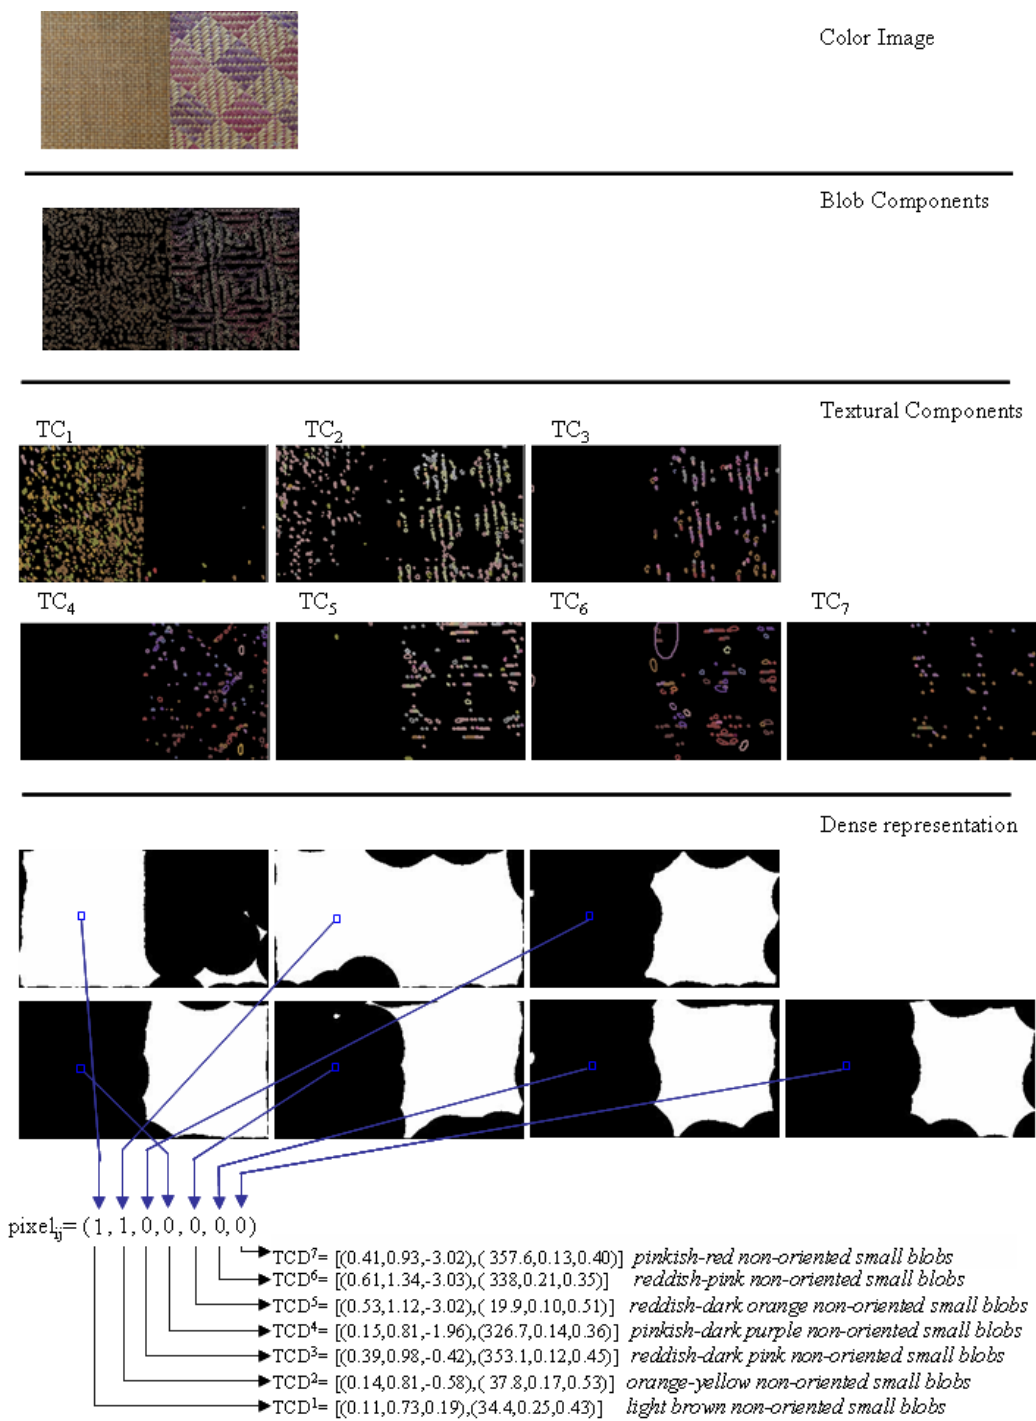 Color Image
Blob Components
Textural Components
TC1 TC2 TC3
TC4 TC5 TC6 TC7
Dense representation
pixelij= (1,1,0,0,0,0,0)
TCD7= [(0.41,0.93,-3.02),( 357.6,0.13,0.40)] pinkish-red non-oriented small blobs
TCD6= [(0.61,1.34,-3.03),( 338,0.21,0.35)] reddish-pink non-oriented small blobs
TCD5= [(0.53,1.12,-3.02),( 19.9,0.10,0.51)] reddish-dark orange non-oriented small blobs
TCD4= [(0.15,0.81,-1.96),(326.7,0.14,0.36)] pinkish-dark purple non-oriented small blobs
TCD3= [(0.39,0.98,-0.42),(353.1,0.12,0.45)] reddish-dark pink non-oriented small blobs
TCD2= [(0.14,0.81,-0.58),( 37.8,0.17,0.53)] orange-yellow non-oriented small blobs
TCD1= [(0.11,0.73,0.19),(34.4,0.25,0.43)] light brown non-oriented small blobs